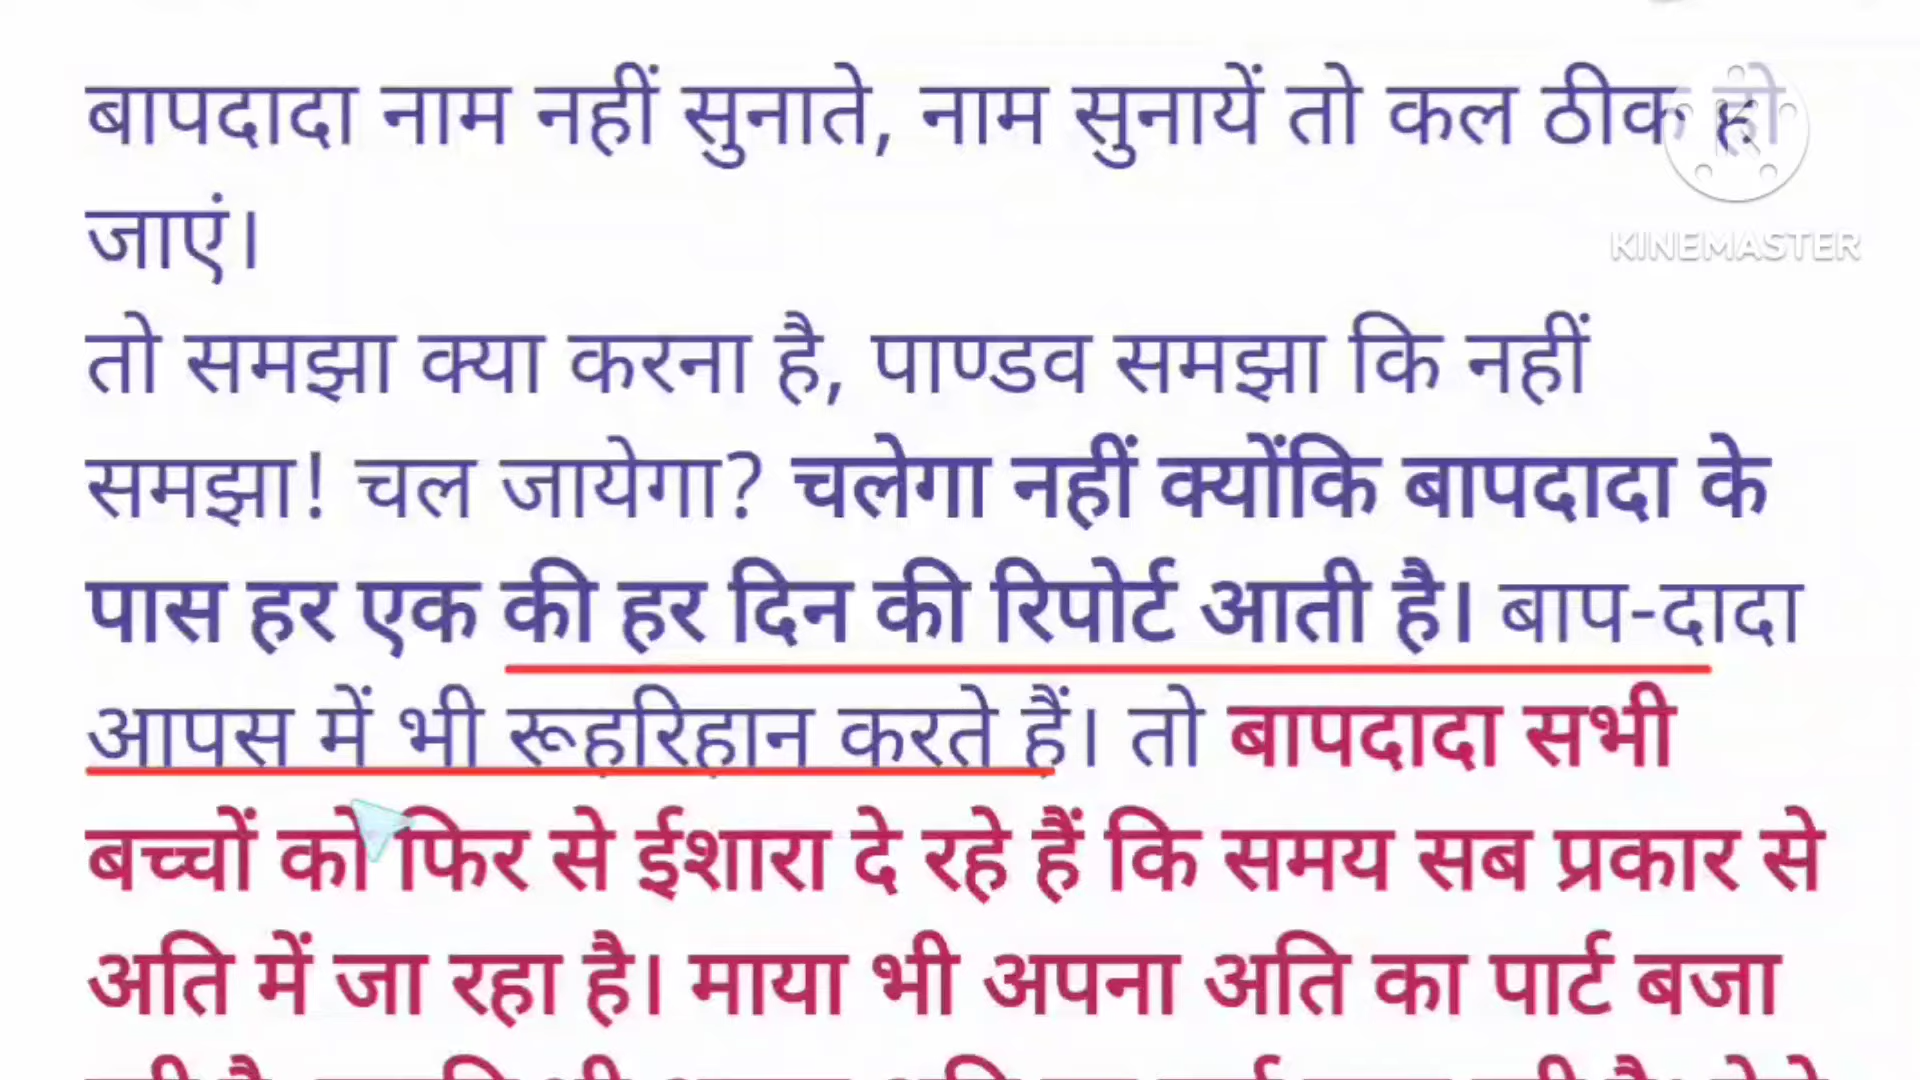 बापदादा नाम नहीं सुनाते, नाम सुनायें तो कल ठीक हो
KINEMASTER
जाएं।
तो समझा क्या करना है, पाण्डव समझा कि नहीं
समझा! चल जायेगा? चलेगा नहीं क्योंकि बापदादा के
पास हर एक की हर दिन की रिपोर्ट आती है। बाप-दादा
आपस में भी रूहरिहान करते हैं। तो बापदादा सभी
बच्चों को फिर से ईशारा दे रहे हैं कि समय सब प्रकार से
अति में जा रहा है। माया भी अपना अति का पार्ट बजा